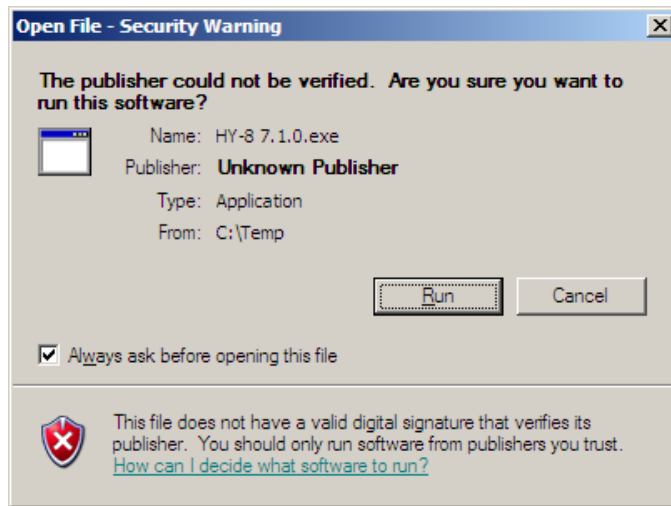 Open File - Security Warning
The publisher could not be verified. Are you sure you want to
run this software?
Name: HY-8 7.1.0.exe
Publisher: Unknown Publisher
Type: Application
From: C:\Temp
Run Cancel
Always ask before opening this file
This file does not have a valid digital signature that verifies its
publisher. You should only run software from publishers you trust.
How can I decide what software to run?